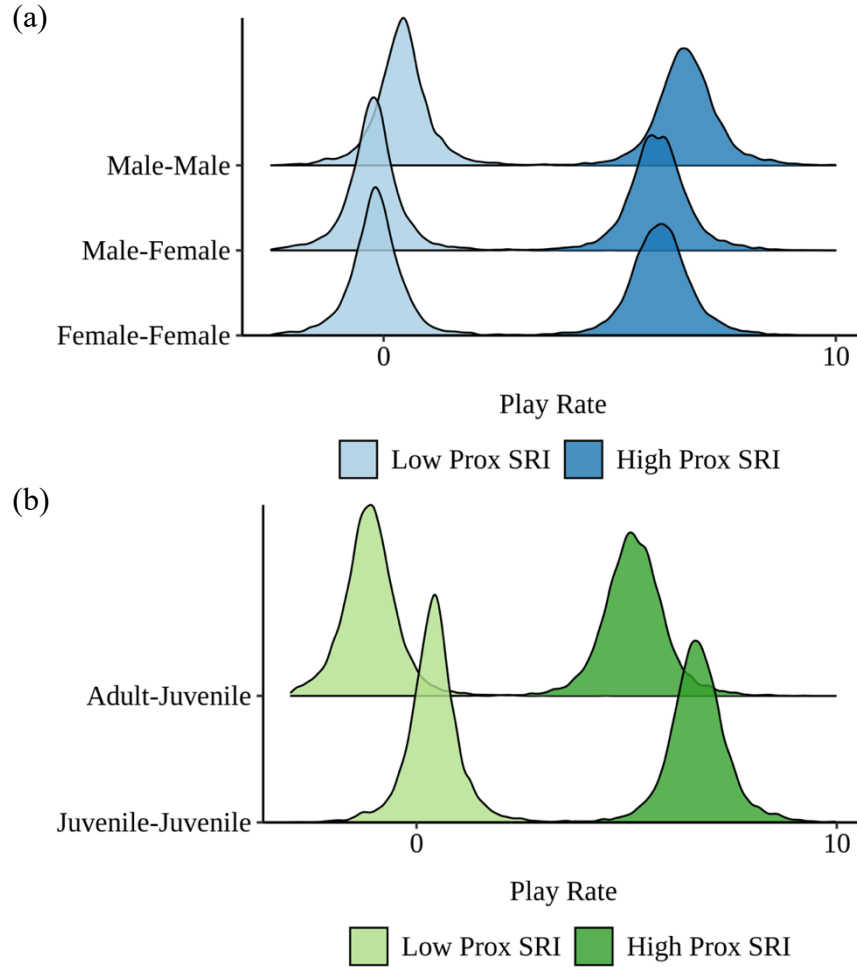 (a)
Male-Male
Male-Female
Female-Female
0 10
Play Rate
Low Prox SRI High Prox SRI
(b)
Adult-Juvenile
Juvenile-Juvenile
0 10
Play Rate
Low Prox SRI High Prox SRI